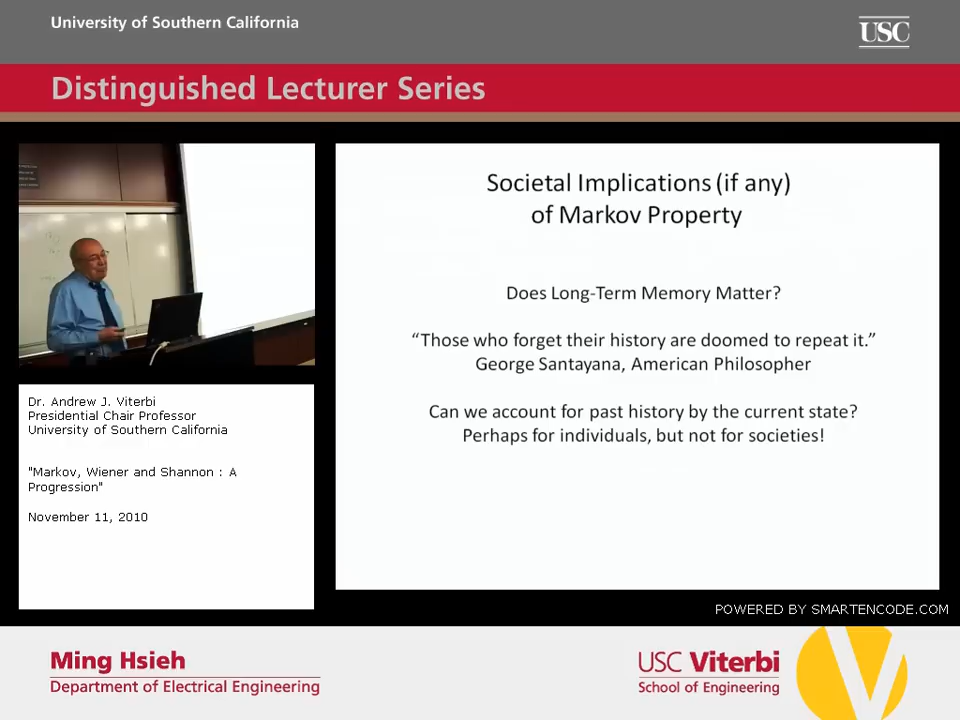 University of Southern California
USC
Distinguished Lecturer Series
Societal Implications (if any)
of Markov Property
Does Long-Term Memory Matter?
“Those who forget their history are doomed to repeat it.”
George Santayana, American Philosopher
Can we account for past history by the current state?
Perhaps for individuals, but not for societies!
Dr. Andrew J. Viterbi
Presidential Chair Professor
University of Southern California
"Markov, Wiener and Shannon : A
Progression"
November 11, 2010
POWERED BY SMARTENCODE.COM
Ming Hsieh
Department of Electrical Engineering
USC Viterbi
School of Engineering
V